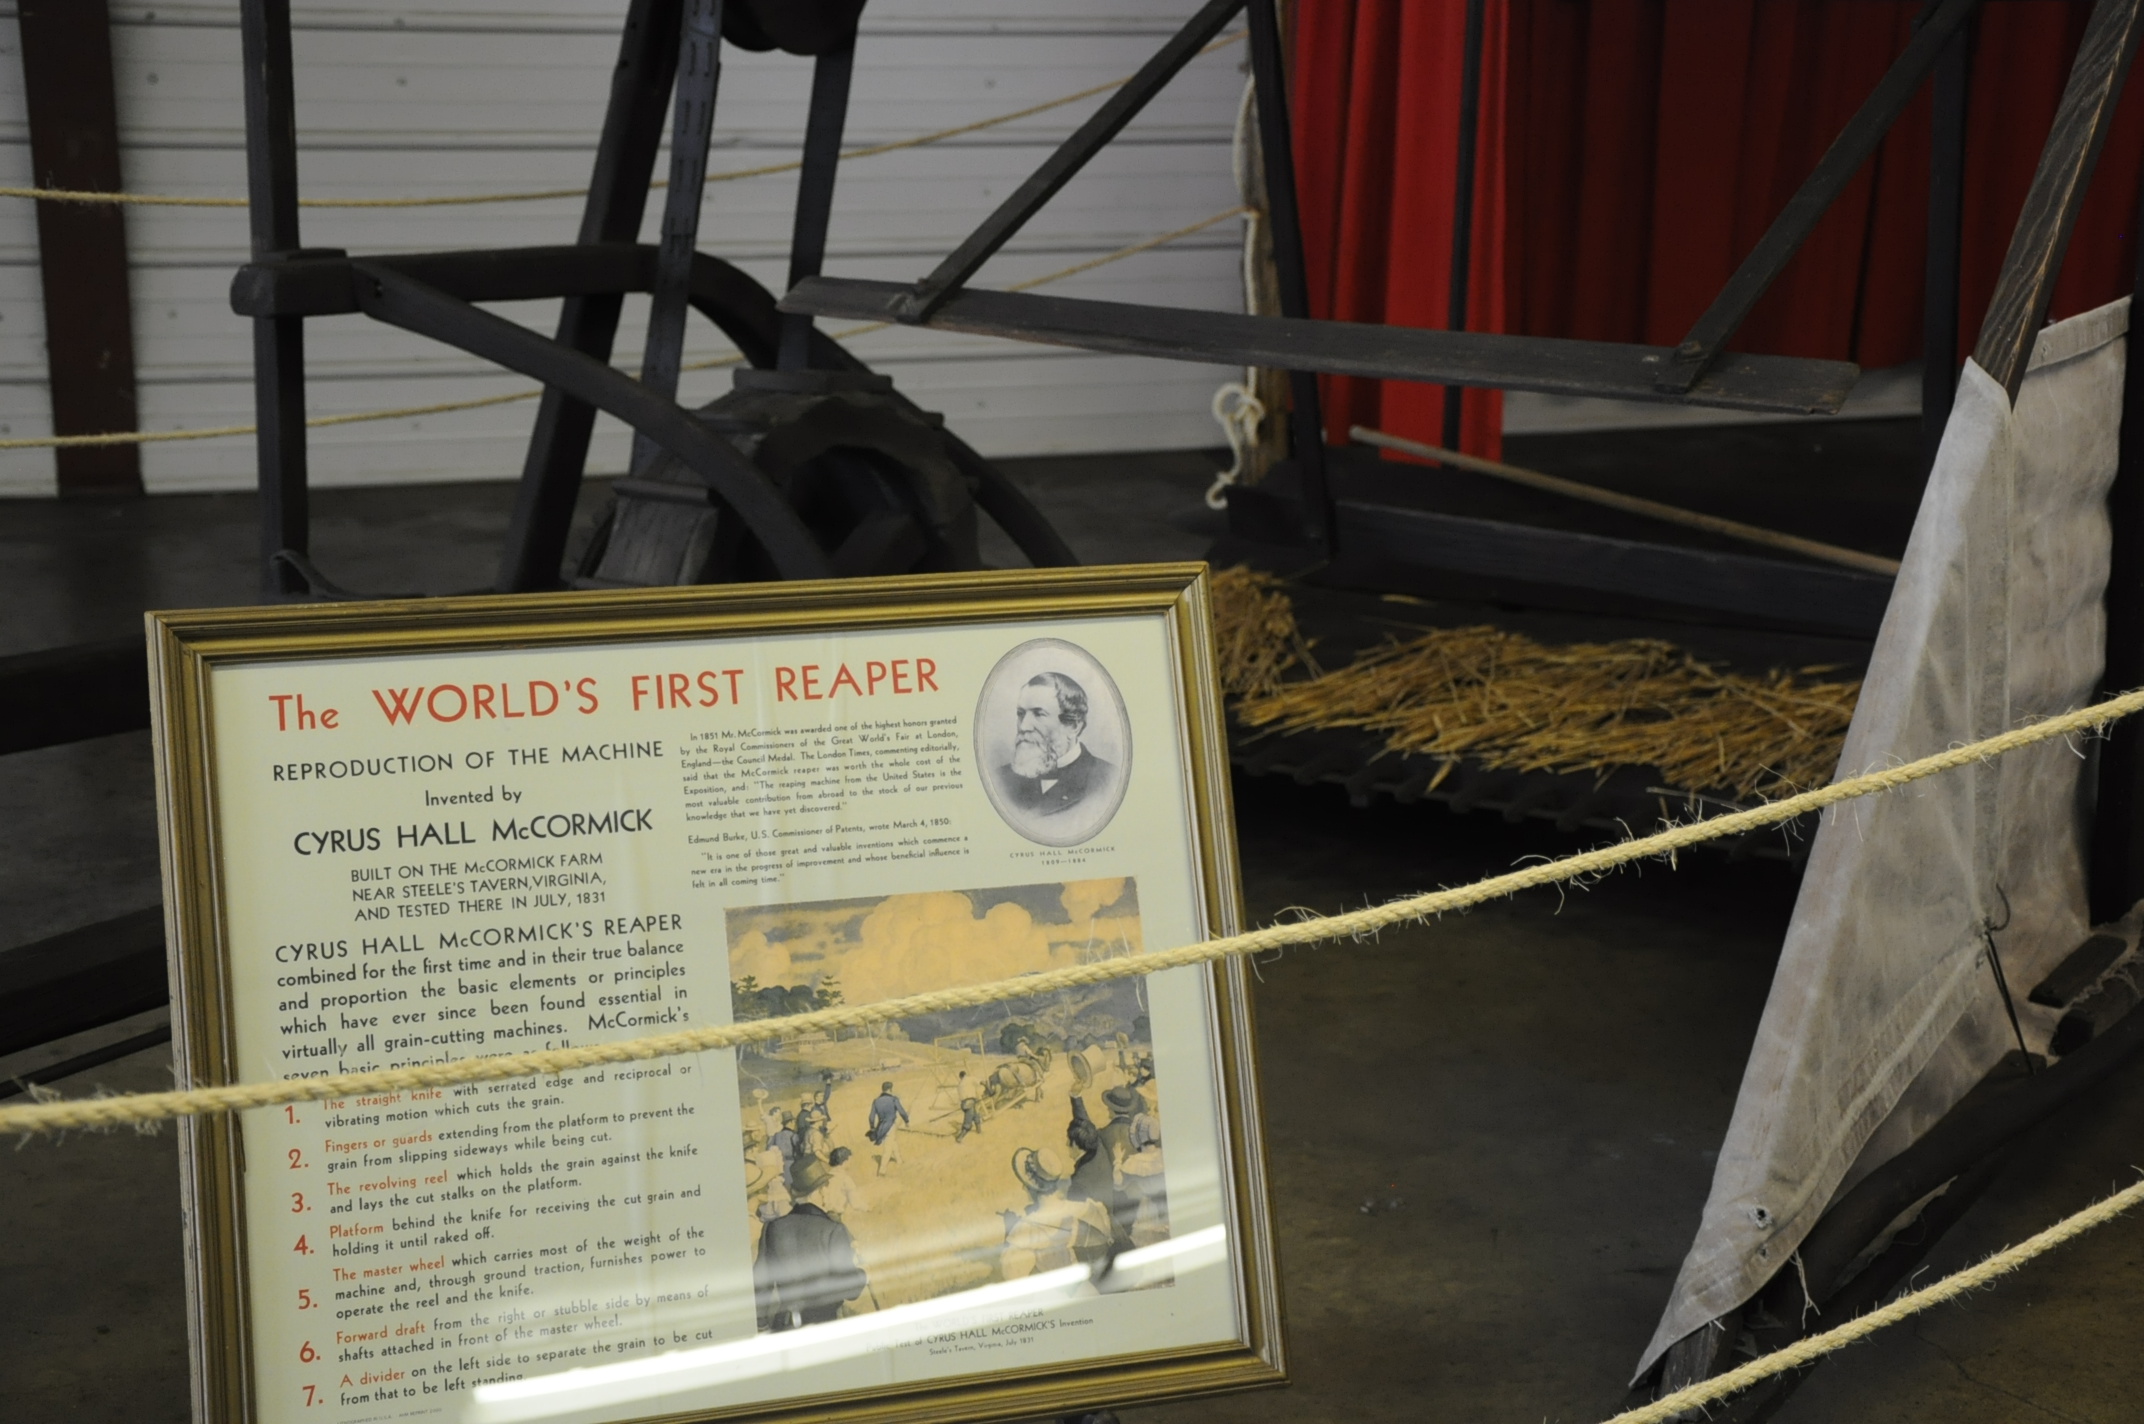 The WORLD'S FIRST REAPER
REPRODUCTION OF THE MACHINE
Invented by
CYRUS HALL McCORMICK
BUILT ON THE McCORMICK FARM
NEAR STEELE'S TAVERN, VIRGINIA,
AND TESTED THERE IN JULY, 1831
CYRUS HALL McCORMICK'S REAPER
combined for the first time and in their true balance
and proportion the basic elements or principles
which have ever since been found essential in
virtually all grain-cutting machines. McCormick's
seven basic principles were as follows
1. The straight knife with serrated edge and reciprocal or
vibrating motion which cuts the grain.
2. Fingers or guards extending from the platform to prevent the
grain from slipping sideways while being cut.
3. The revolving reel which holds the grain against the knife
and lays the cut stalks on the platform.
4. Platform behind the knife for receiving the cut grain and
holding it until raked off.
5. The master wheel which carries most of the weight of the
machine and, through ground traction, furnishes power to
operate the reel and the knife.
6. Forward draft from the right or stubble side by means of
shafts attached in front of the master wheel.
7. A divider on the left side to separate the grain to be cut
from that to be left standing.
In 1851 Mr. McCormick was awarded one of the highest honors granted
by the Royal Commissioners of the Great World's Fair at London,
England—the Council Medal. The London Times, commenting editorially,
said that the McCormick reaper was worth the whole cost of the
Exposition, and: "The reaping machine from the United States is the
most valuable contribution from abroad to the stock of our previous
knowledge that we have yet discovered."
Edmund Burke, U.S. Commissioner of Patents, wrote March 4, 1850:
"It is one of those great and valuable inventions which commence a
new era in the progress of improvement and whose beneficial influence is
felt in all coming time."
CYRUS HALL McCORMICK
1809—1884
REAPER
of CYRUS HALL McCORMICK'S Invention
Steele's Tavern, Virginia, July 1831